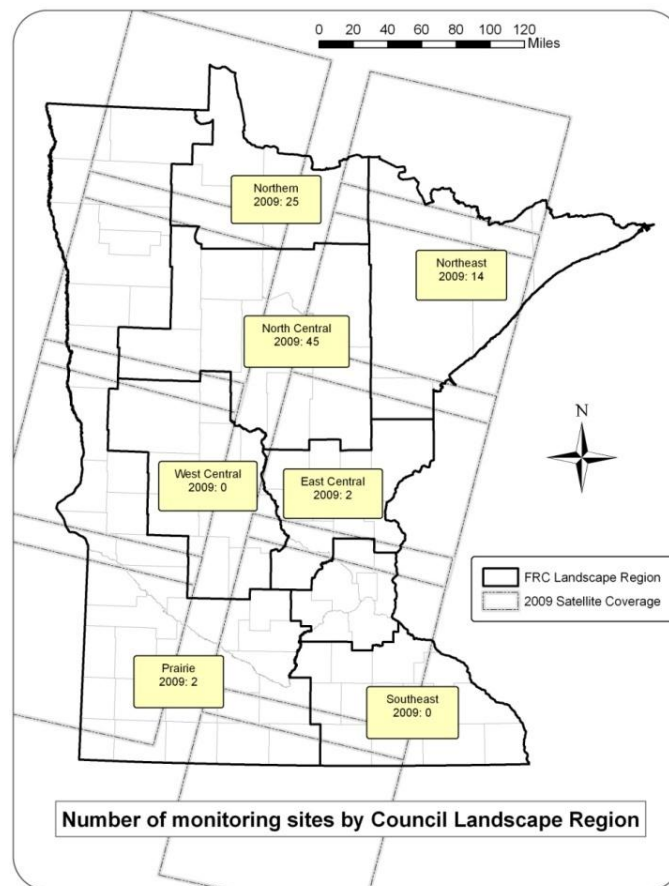 0 20 40 60 80 100 120
Miles
Northern
2009: 25
Northeast
2009: 14
North Central
2009: 45
N
West Central
2009: 0
East Central
2009: 2
FRC Landscape Region
2009 Satellite Coverage
Prairie
2009: 2
Southeast
2009: 0
Number of monitoring sites by Council Landscape Region